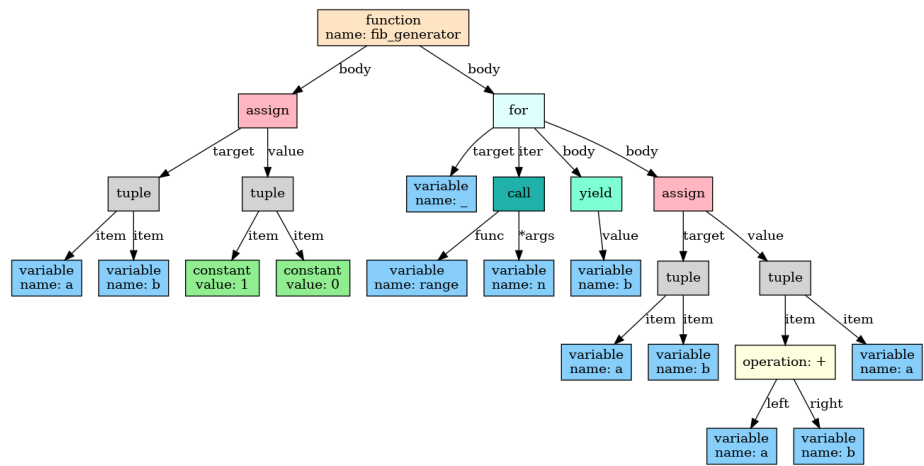 function
name: fib_generator
body
body
assign
for
target
value
target
iter
body
body
tuple
tuple
variable
name: _
call
yield
assign
item
item
item
item
func
*args
value
target
value
variable
name: a
variable
name: b
constant
value: 1
constant
value: 0
variable
name: range
variable
name: n
variable
name: b
tuple
tuple
item
item
item
item
variable
name: a
variable
name: b
operation: +
variable
name: a
left
right
variable
name: a
variable
name: b